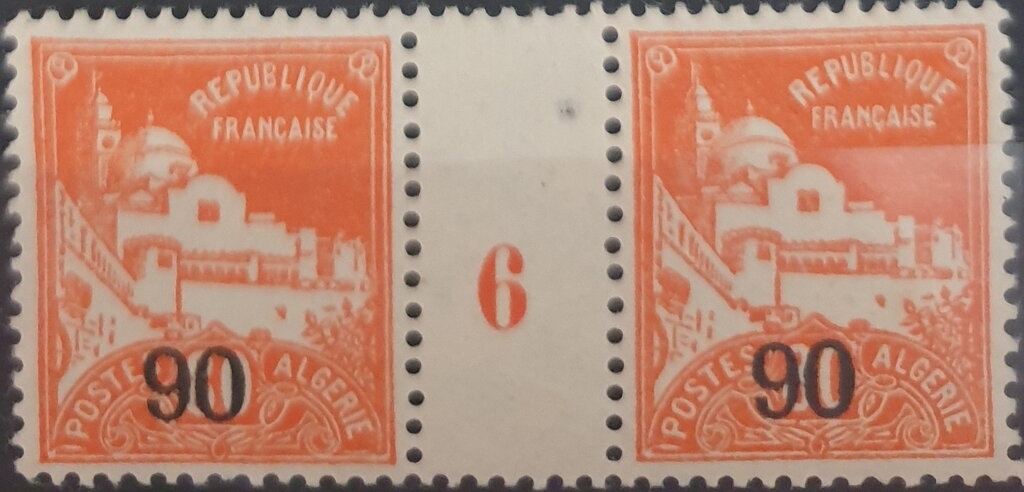 REPUBLIQUE
FRANÇAISE
POSTES ALGERIE
90
6
REPUBLIQUE
FRANÇAISE
POSTES ALGERIE
90